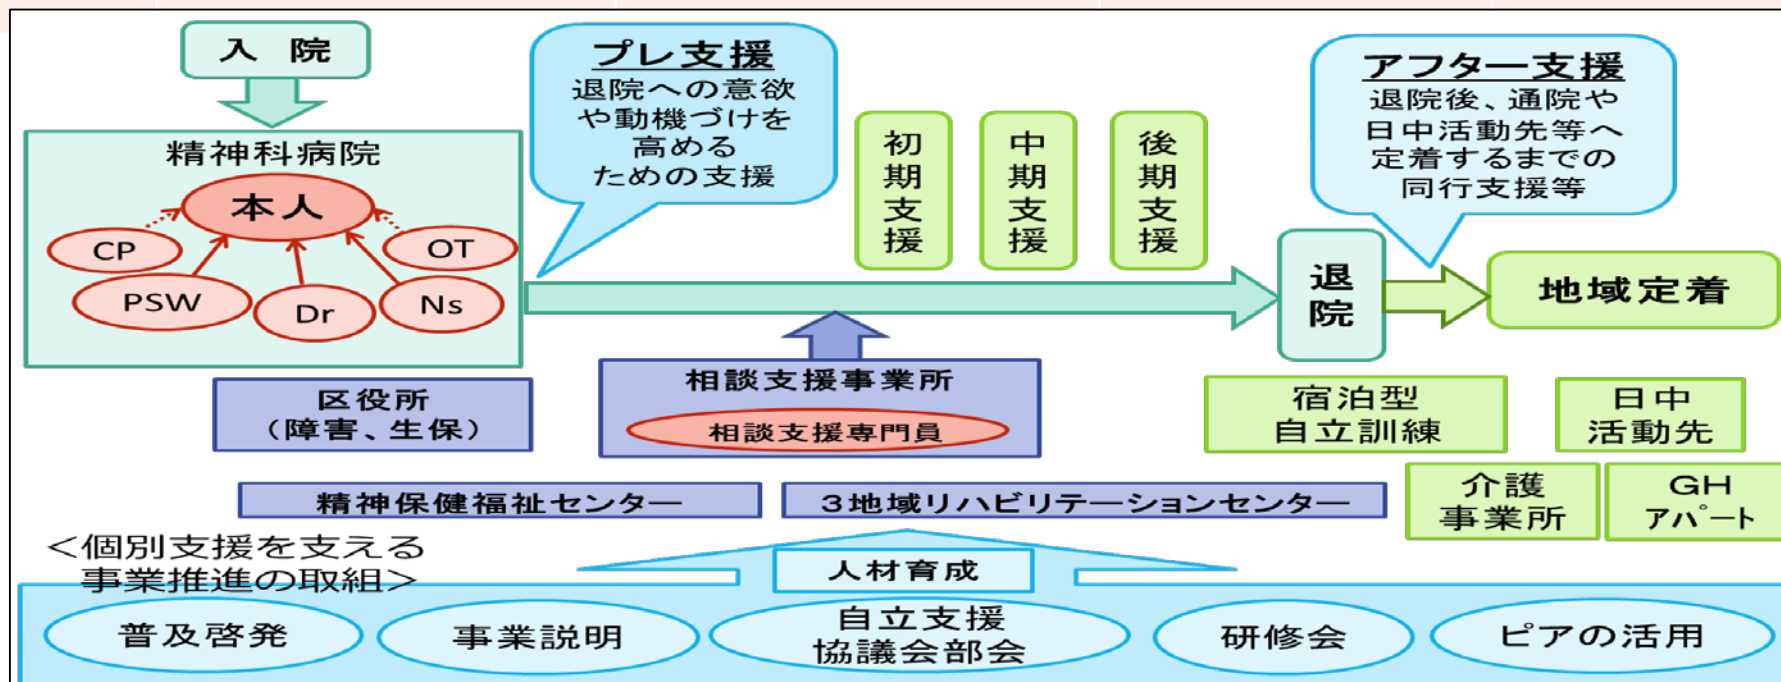 入 院
精神科病院
本人
CP
OT
PSW
Dr
Ns
プレ支援
退院への意欲
や動機づけを
高める
ための支援
初期支援
中期支援
後期支援
アフター支援
退院後、通院や
日中活動先等へ
定着するまでの
同行支援等
退院
地域定着
区役所
（障害、生保）
相談支援事業所
相談支援専門員
宿泊型
自立訓練
日中
活動先
精神保健福祉センター
３地域リハビリテーションセンター
介護
事業所
GH
アパート
＜個別支援を支える
事業推進の取組＞
人材育成
普及啓発
事業説明
自立支援
協議会部会
研修会
ピアの活用